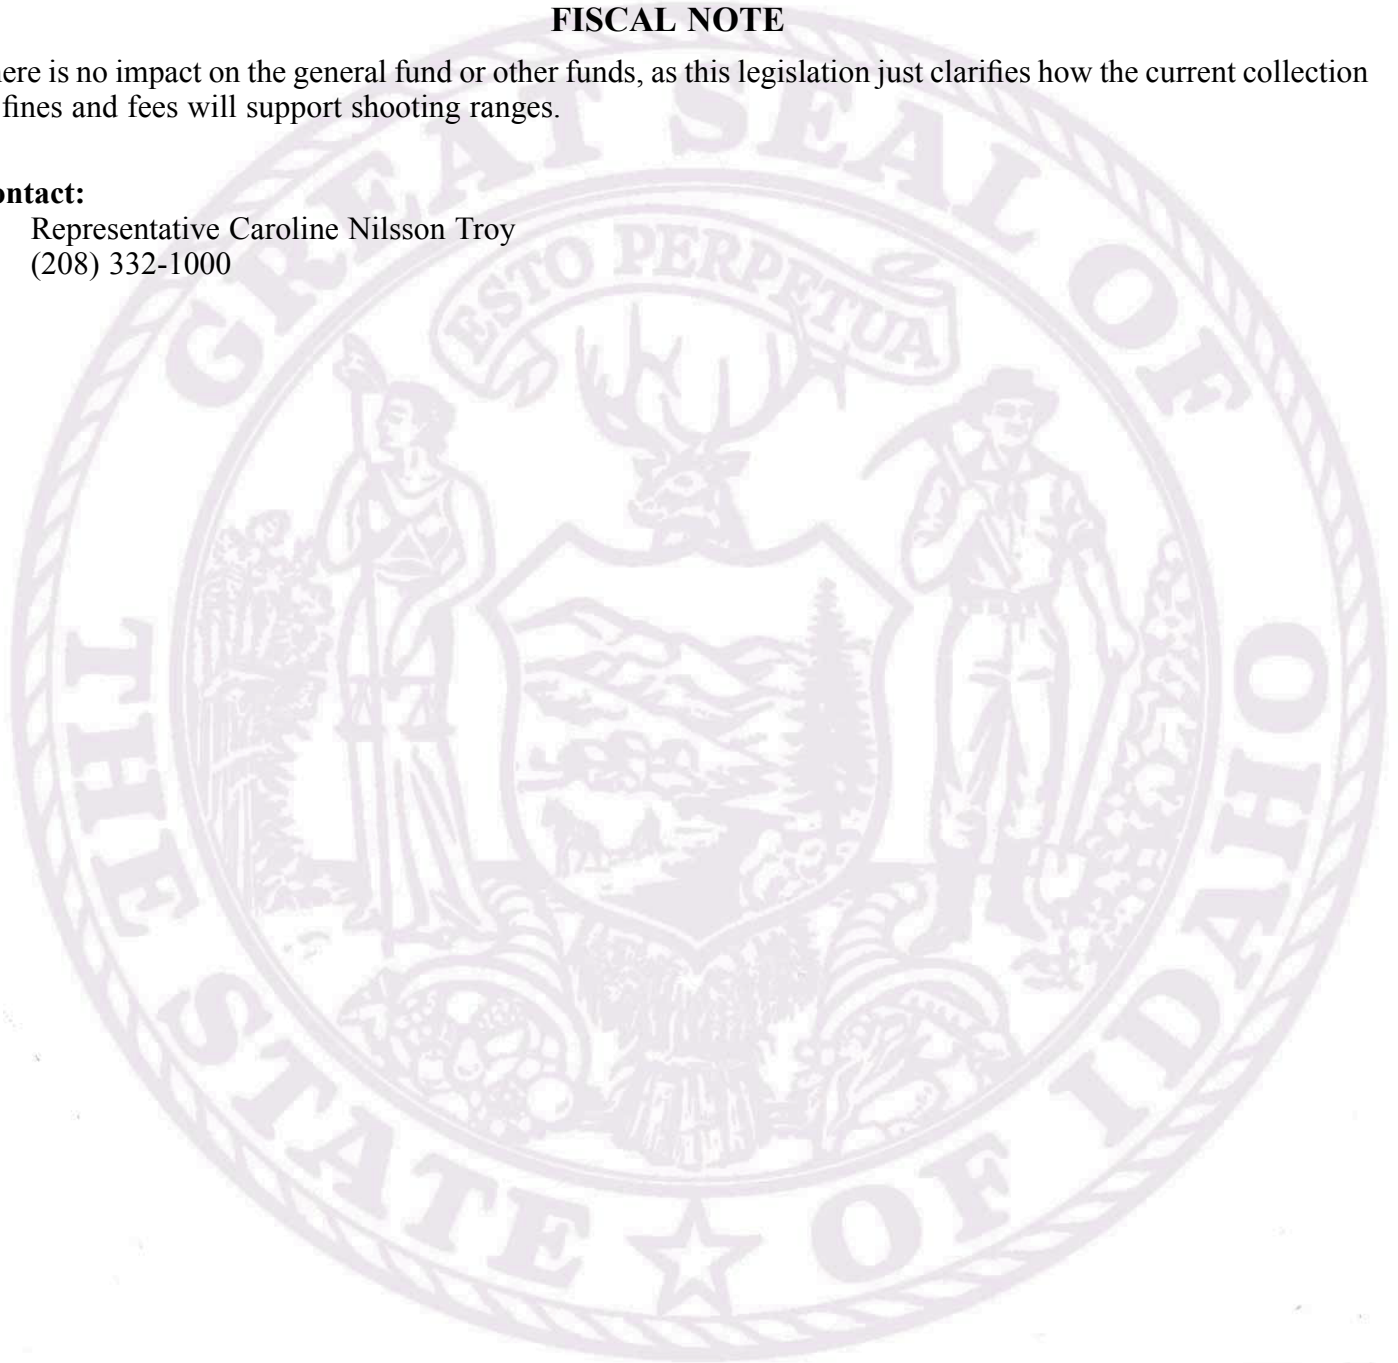 FISCAL NOTE
here is no impact on the general fund or other funds, as this legislation just clarifies how the current collection
fines and fees will support shooting ranges.
ontact:
Representative Caroline Nilsson Troy
(208) 332-1000
GREAT SEAL OF
ESTO PERPETUA
THE STATE OF IDAHO